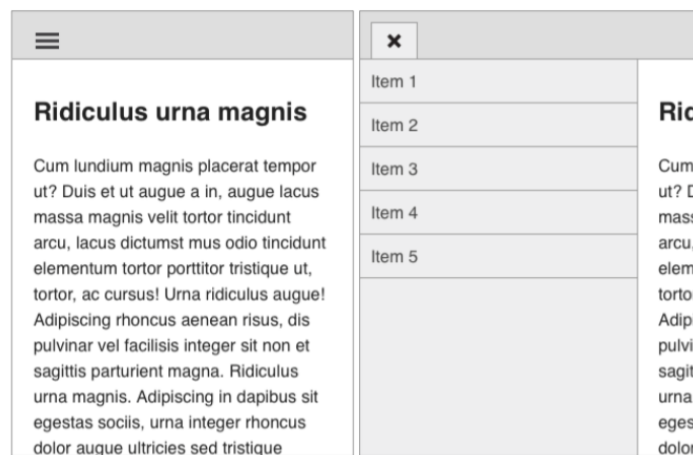 Ridiculus urna magnis
Cum lundium magnis placerat tempor
ut? Duis et ut augue a in, augue lacus
massa magnis velit tortor tincidunt
arcu, lacus dictumst mus odio tincidunt
elementum tortor porttitor tristique ut,
tortor, ac cursus! Urna ridiculus augue!
Adipiscing rhoncus aenean risus, dis
pulvinar vel facilisis integer sit non et
sagittis parturient magna. Ridiculus
urna magnis. Adipiscing in dapibus sit
egestas sociis, urna integer rhoncus
dolor augue ultricies sed tristique
Item 1
Item 2
Item 3
Item 4
Item 5
Cum
ut?
arcu,
urna